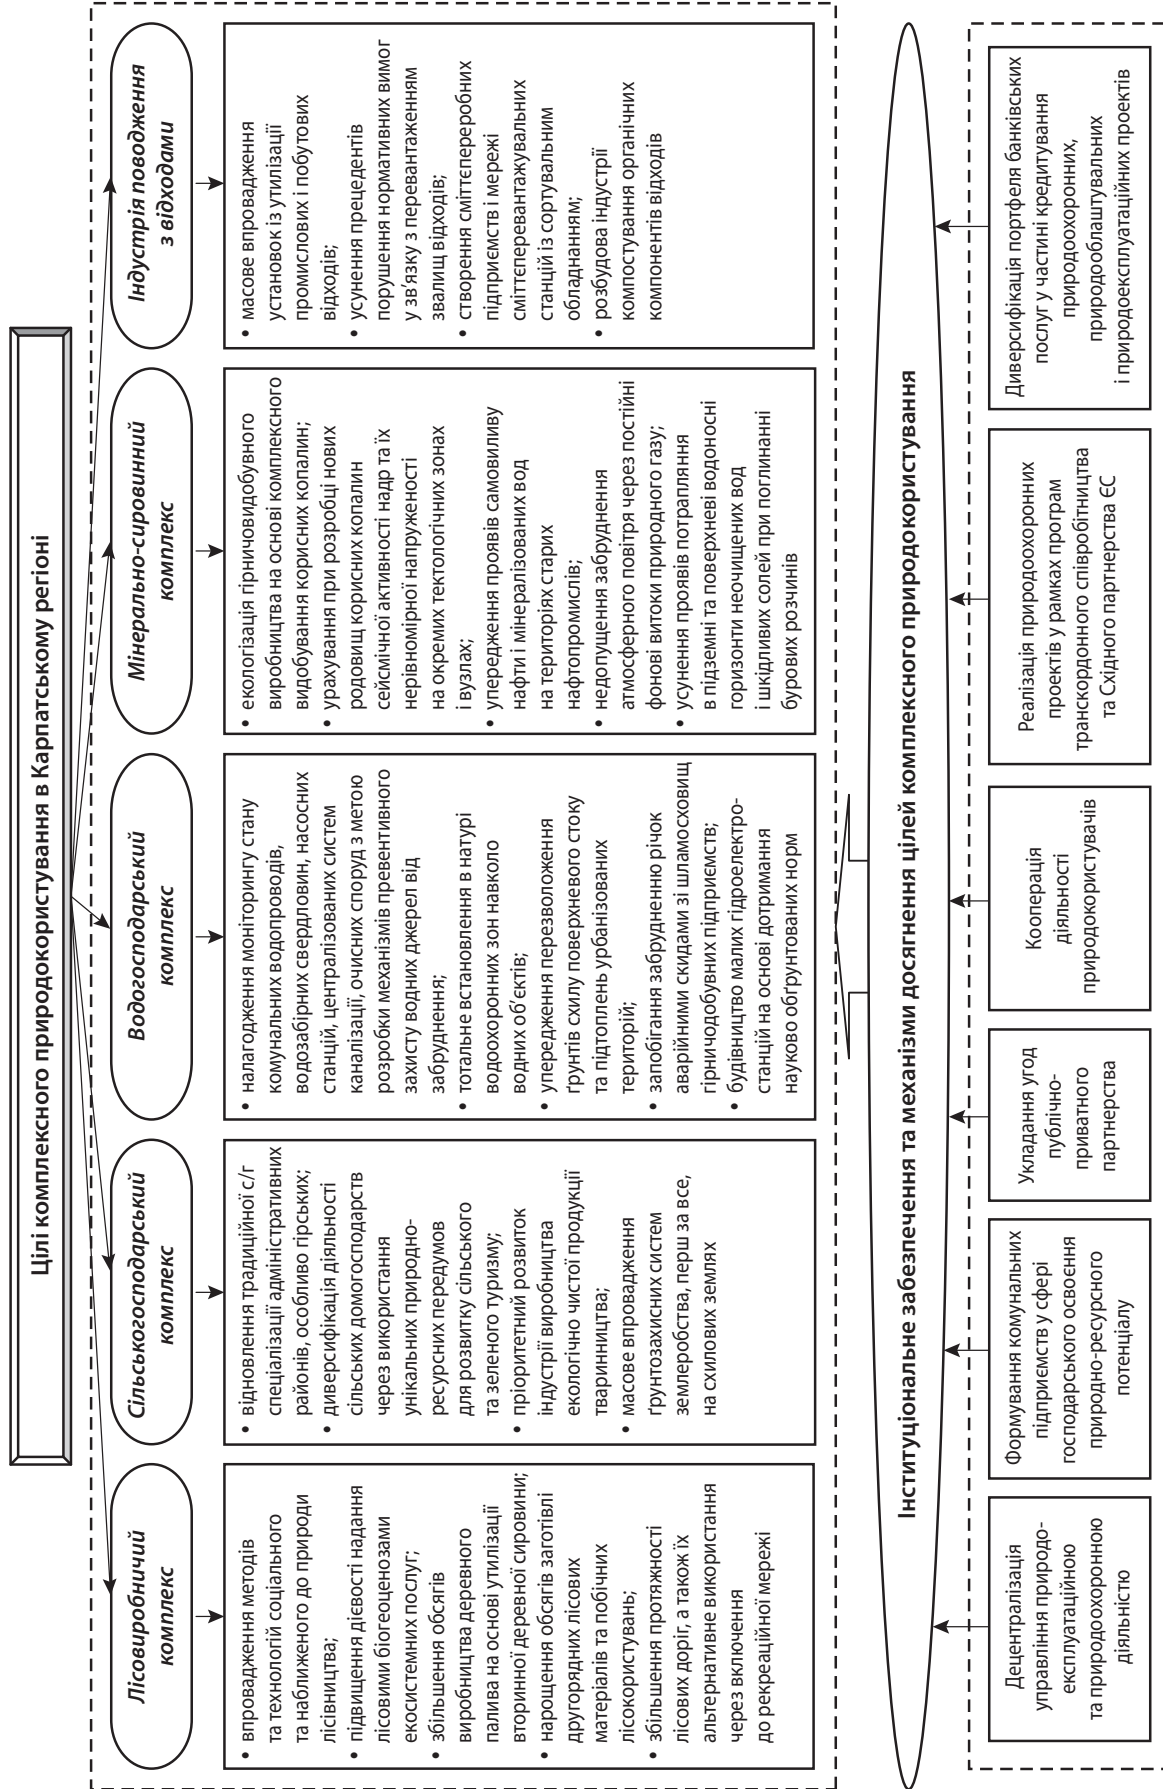 Цілі комплексного природокористування в Карпатському регіоні
Лісовиробничий
комплекс
Сільськогосподарський
комплекс
Водогосподарський
комплекс
Мінерально-сировинний
комплекс
Індустрія поводження
з відходами
• впровадження методів
та технологій соціального
та наближеного до природи
лісівництва;
• підвищення дієвості надання
лісовими біогеоценозами
екосистемних послуг;
• збільшення обсягів
виробництва деревного
палива на основі утилізації
вторинної деревної сировини;
• нарощення обсягів заготівлі
другорядних лісових
матеріалів та побічних
лісокористувань;
• збільшення протяжності
лісових доріг, а також їх
альтернативне використання
через включення
до рекреаційної мережі
• відновлення традиційної с/г
спеціалізації адміністративних
районів, особливо гірських;
• диверсифікація діяльності
сільських домогосподарств
через використання
унікальних природно-
ресурсних передумов
для розвитку сільського
та зеленого туризму;
• пріоритетний розвиток
індустрії виробництва
екологічно чистої продукції
тваринництва;
• масове впровадження
ґрунтозахисних систем
землеробства, перш за все,
на схилових землях
• налагодження моніторингу стану
комунальних водопроводів,
водозабірних свердловин, насосних
станцій, централізованих систем
каналізації, очисних споруд з метою
розробки механізмів превентивного
захисту водних джерел від
забруднення;
• тотальне встановлення в натурі
водоохоронних зон навколо
водних об’єктів;
• упередження перезволоження
ґрунтів схилу поверхневого стоку
та підтоплень урбанізованих
територій;
• запобігання забрудненню річок
аварійними скидами зі шламосховищ
гірничодобувних підприємств;
• будівництво малих гідроелектро-
станцій на основі дотримання
науково обґрунтованих норм
• екологізація гірничовидобувного
виробництва на основі комплексного
видобування корисних копалин;
• урахування при розробці нових
родовищ корисних копалин
сейсмічної активності надр та їх
нерівномірної напруженості
на окремих тектологічних зонах
і вузлах;
• упередження проявів самовиливу
нафти і мінералізованих вод
на територіях старих
нафтопромислів;
• недопущення забруднення
атмосферного повітря через постійні
фонові витоки природного газу;
• усунення проявів потрапляння
в підземні та поверхневі водоносні
горизонти неочищених вод
і шкідливих солей при поглинанні
бурових розчинів
• масове впровадження
установок із утилізації
промислових і побутових
відходів;
• усунення прецедентів
порушення нормативних вимог
у зв’язку з перевантаженням
звалищ відходів;
• створення сміттєпереробних
підприємств і мережі
сміттєперевантажувальних
станцій із сортувальним
обладнанням;
• розбудова індустрії
компостування органічних
компонентів відходів
Інституціональне забезпечення та механізми досягнення цілей комплексного природокористування
Децентралізація
управління природо-
експлуатаційною
та природоохоронною
діяльністю
Формування комунальних
підприємств у сфері
господарського освоєння
природно-ресурсного
потенціалу
Укладання угод
публічно-
приватного
партнерства
Кооперація
діяльності
природокористувачів
Реалізація природоохоронних
проектів у рамках програм
транскордонного співробітництва
та Східного партнерства ЄС
Диверсифікація портфеля банківських
послуг у частині кредитування
природоохоронних,
природооблаштувальних
і природоексплуатаційних проектів